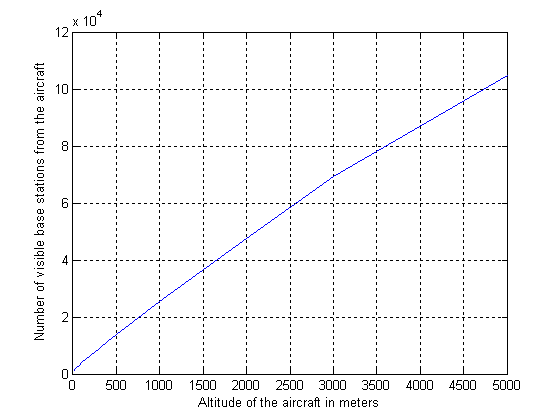 x 10^4
12
10
8
6
4
2
0
0 500 1000 1500 2000 2500 3000 3500 4000 4500 5000
Altitude of the aircraft in meters
Number of visible base stations from the aircraft